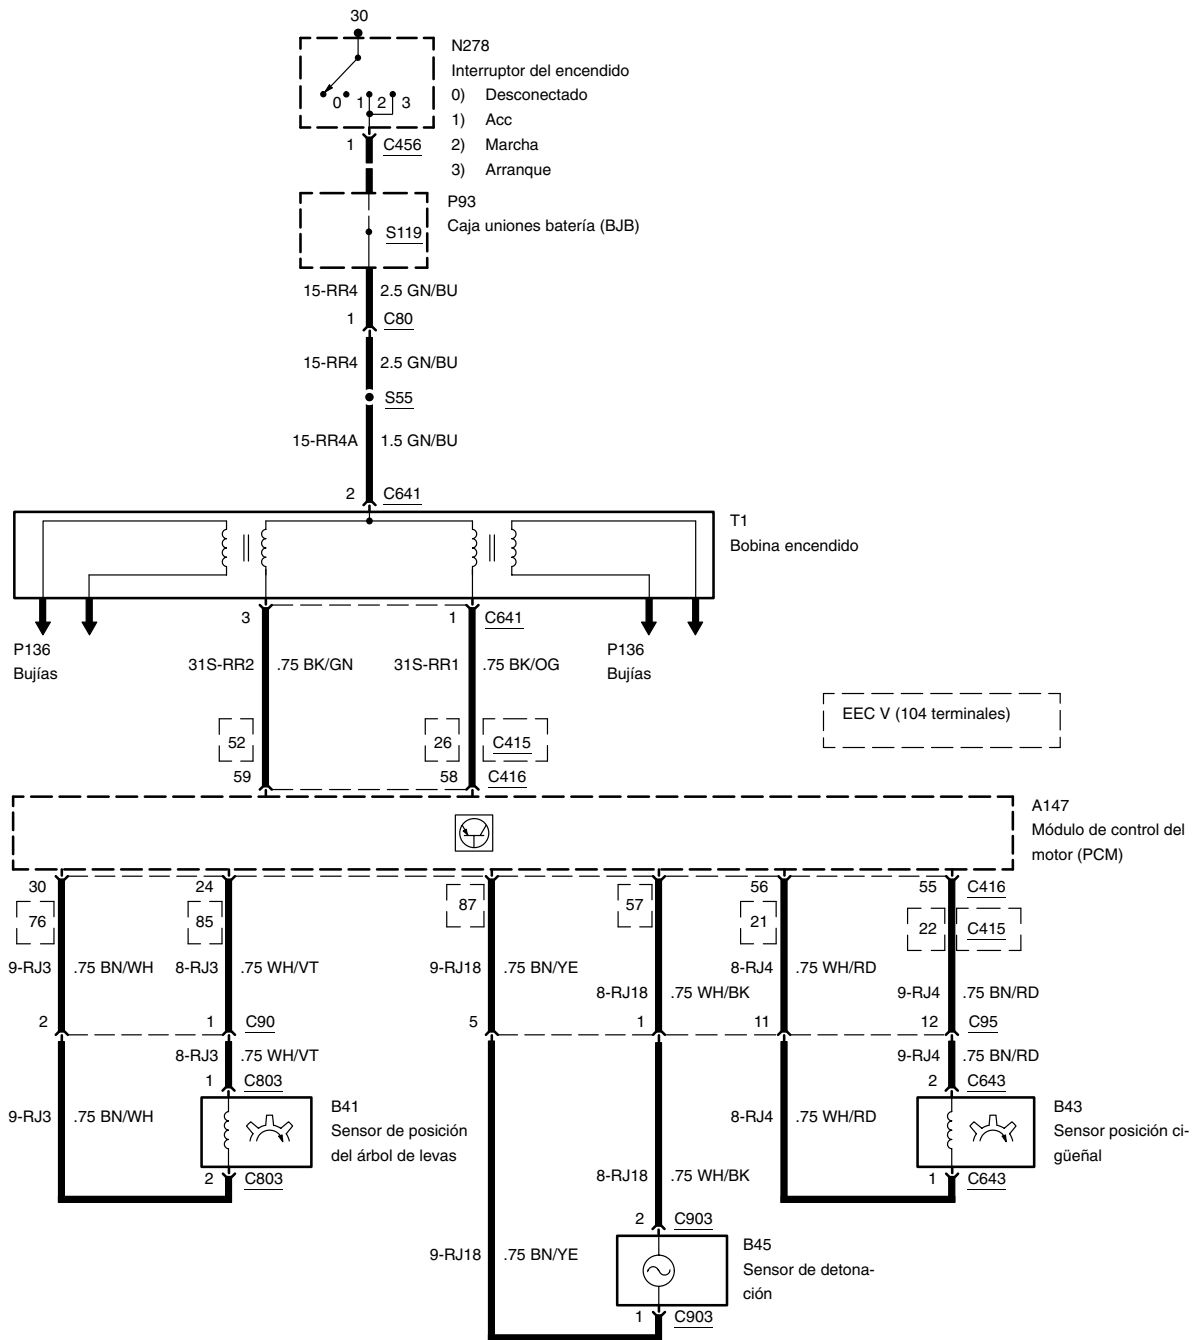 30
N278
Interruptor del encendido
0) Desconectado
1) Acc
2) Marcha
3) Arranque
0 1 2 3
1 C456
P93
Caja uniones batería (BJB)
S119
15-RR4 2.5 GN/BU
1 C80
15-RR4 2.5 GN/BU
S55
15-RR4A 1.5 GN/BU
2 C641
T1
Bobina encendido
3 1 C641
P136
Bujías
P136
Bujías
31S-RR2 .75 BK/GN 31S-RR1 .75 BK/OG
EEC V (104 terminales)
52 26 C415
59 58 C416
A147
Módulo de control del
motor (PCM)
30 24 56 55 C416
76 85 87 57 21 22 C415
9-RJ3 .75 BN/WH 8-RJ3 .75 WH/VT 9-RJ18 .75 BN/YE 8-RJ4 .75 WH/RD
8-RJ18 .75 WH/BK 9-RJ4 .75 BN/RD
2 1 C90 5 1 11 12 C95
8-RJ3 .75 WH/VT 9-RJ4 .75 BN/RD
1 C803 2 C643
9-RJ3 .75 BN/WH 8-RJ4 .75 WH/RD
B41
Sensor de posición
del árbol de levas
B43
Sensor posición ci-
güeñal
2 C803 1 C643
8-RJ18 .75 WH/BK
2 C903
9-RJ18 .75 BN/YE
B45
Sensor de detona-
ción
1 C903